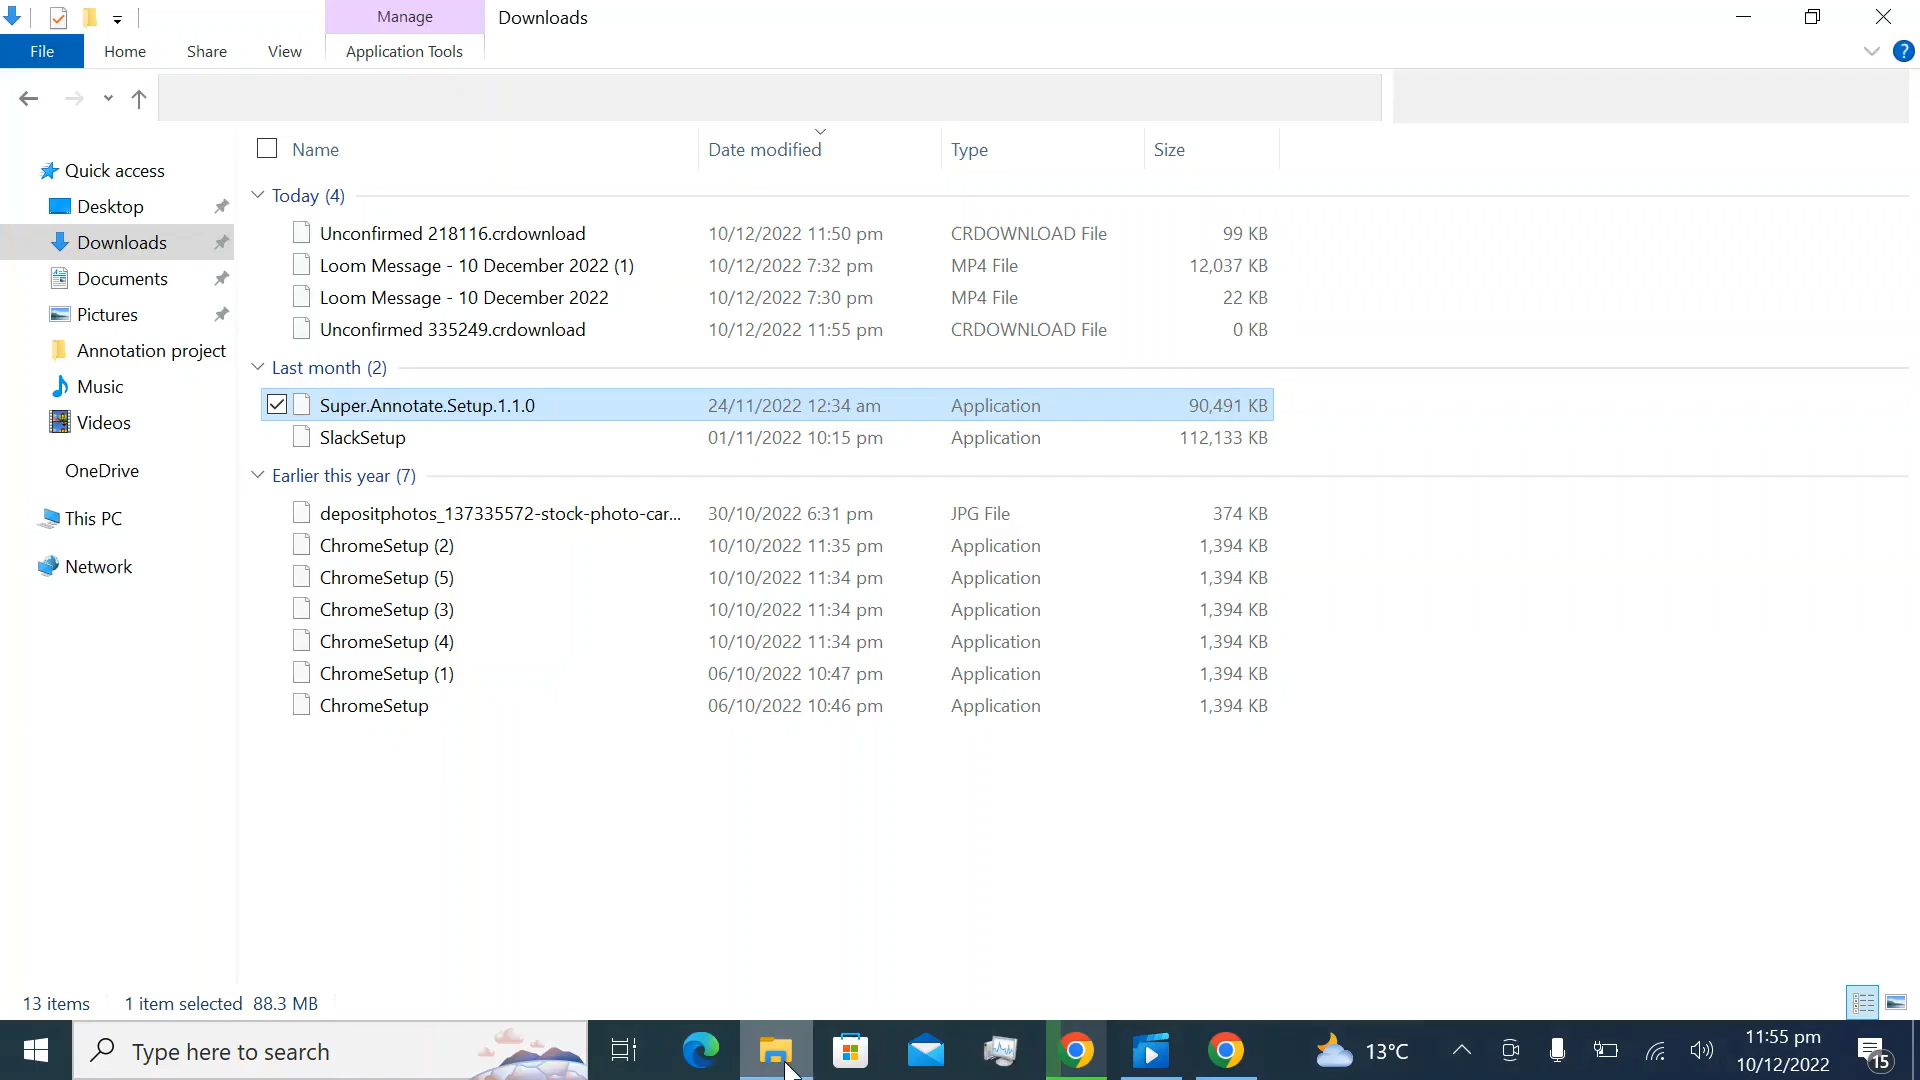 Manage
Downloads
File
Home
Share
View
Application Tools
?
Name
Date modified
Type
Size
Quick access
Desktop
Downloads
Documents
Pictures
Annotation project
Music
Videos
OneDrive
This PC
Network
Today (4)
Unconfirmed 218116.crdownload 10/12/2022 11:50 pm CRDOWNLOAD File 99 KB
Loom Message - 10 December 2022 (1) 10/12/2022 7:32 pm MP4 File 12,037 KB
Loom Message - 10 December 2022 10/12/2022 7:30 pm MP4 File 22 KB
Unconfirmed 335249.crdownload 10/12/2022 11:55 pm CRDOWNLOAD File 0 KB
Last month (2)
Super.Annotate.Setup.1.1.0 24/11/2022 12:34 am Application 90,491 KB
SlackSetup 01/11/2022 10:15 pm Application 112,133 KB
Earlier this year (7)
depositphotos_137335572-stock-photo-car... 30/10/2022 6:31 pm JPG File 374 KB
ChromeSetup (2) 10/10/2022 11:35 pm Application 1,394 KB
ChromeSetup (5) 10/10/2022 11:34 pm Application 1,394 KB
ChromeSetup (3) 10/10/2022 11:34 pm Application 1,394 KB
ChromeSetup (4) 10/10/2022 11:34 pm Application 1,394 KB
ChromeSetup (1) 06/10/2022 10:47 pm Application 1,394 KB
ChromeSetup 06/10/2022 10:46 pm Application 1,394 KB
13 items 1 item selected 88.3 MB
Type here to search
13°C
11:55 pm
10/12/2022
15